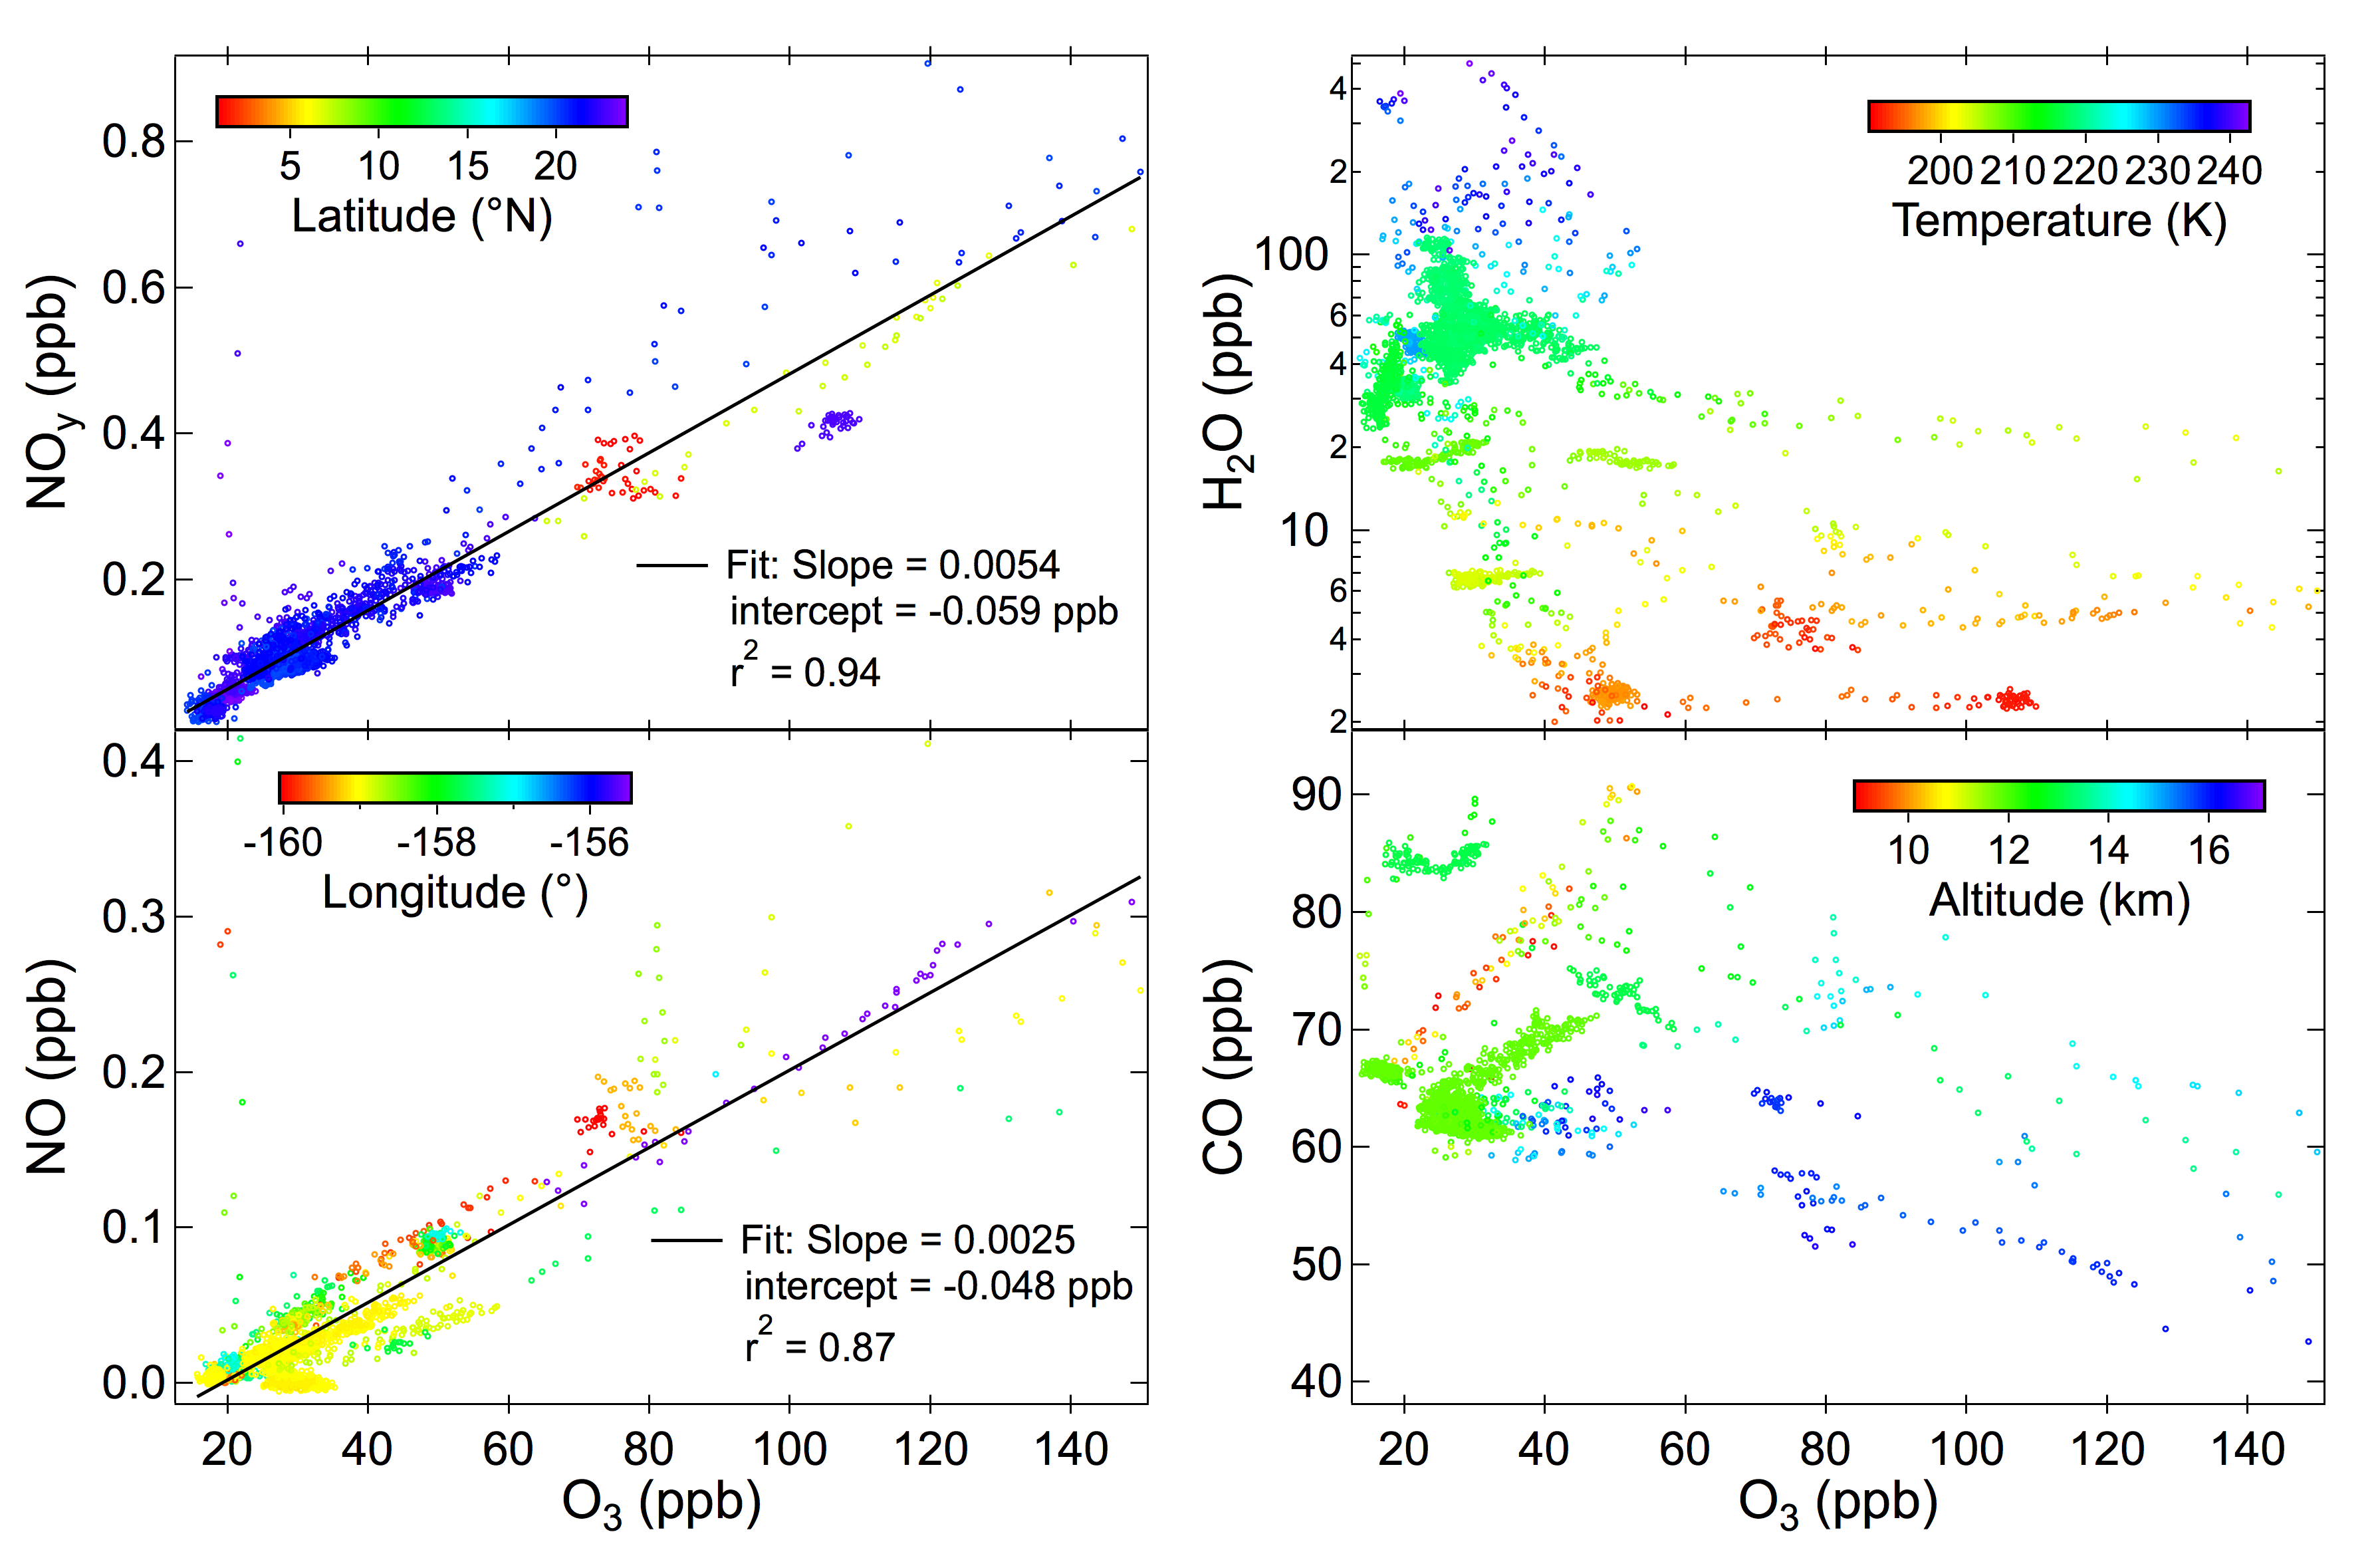 0.8
0.6
0.4
0.2
NOy (ppb)
5 10 15 20
Latitude (°N)
Fit: Slope = 0.0054
intercept = -0.059 ppb
r² = 0.94
4
2
100
6
4
2
10
6
4
2
H₂O (ppb)
200 210 220 230 240
Temperature (K)
0.4
0.3
0.2
0.1
0.0
NO (ppb)
-160 -158 -156
Longitude (°)
Fit: Slope = 0.0025
intercept = -0.048 ppb
r² = 0.87
20 40 60 80 100 120 140
O₃ (ppb)
90
80
70
60
50
40
CO (ppb)
10 12 14 16
Altitude (km)
20 40 60 80 100 120 140
O₃ (ppb)